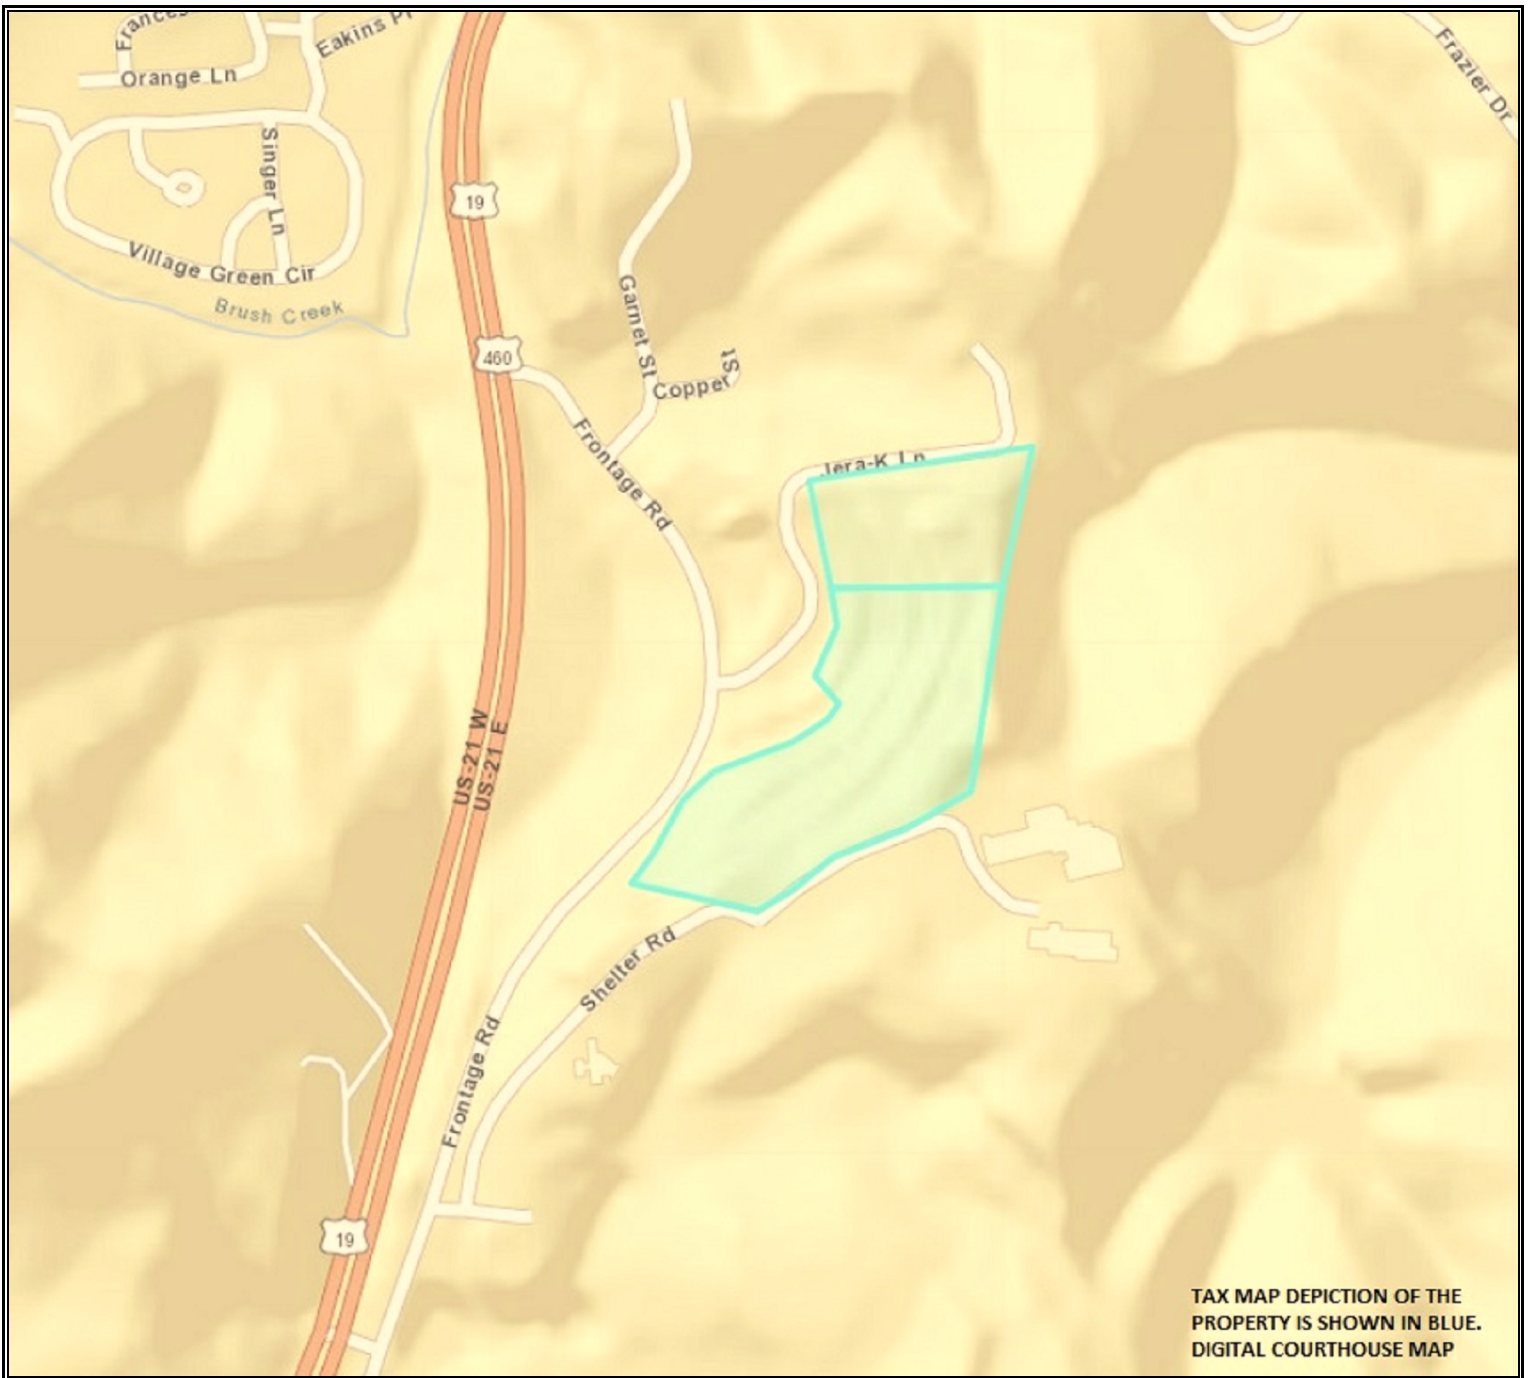 Frances
Eakins Pl
Orange Ln
Frazier Dr
Singer Ln
19
Village Green Cir
Brush Creek
Garnet St
460
Copper St
Frontage Rd
Jera-K Ln
US-21 W
US-21 E
Shelter Rd
Frontage Rd
19
TAX MAP DEPICTION OF THE
PROPERTY IS SHOWN IN BLUE.
DIGITAL COURTHOUSE MAP